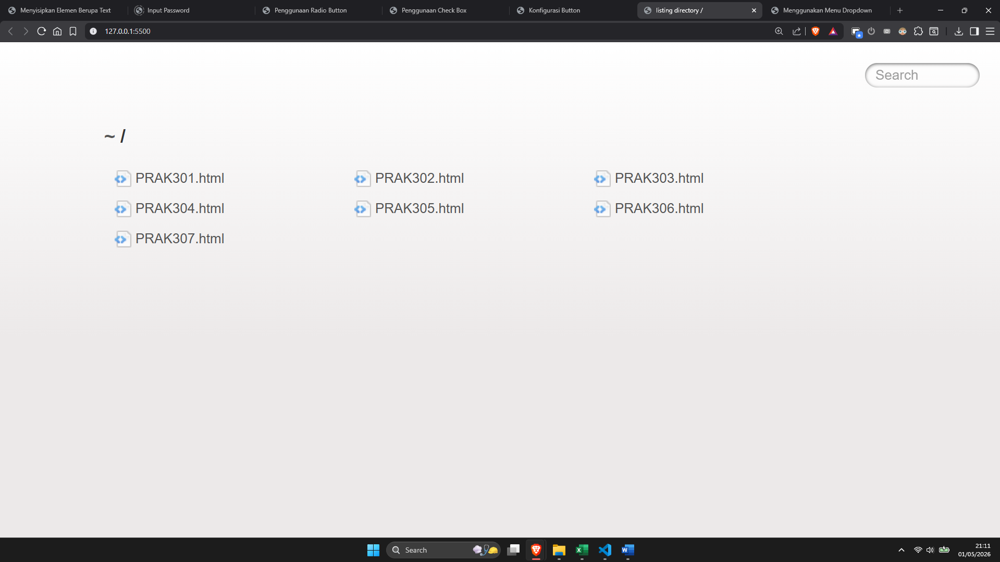 Menyisipkan Elemen Berupa Text
Input Password
Penggunaan Radio Button
Penggunaan Check Box
Konfigurasi Button
listing directory /
Menggunakan Menu Dropdown
127.0.0.1:5500
Search
~ /
PRAK301.html
PRAK302.html
PRAK303.html
PRAK304.html
PRAK305.html
PRAK306.html
PRAK307.html
Search
21:11
01/05/2026